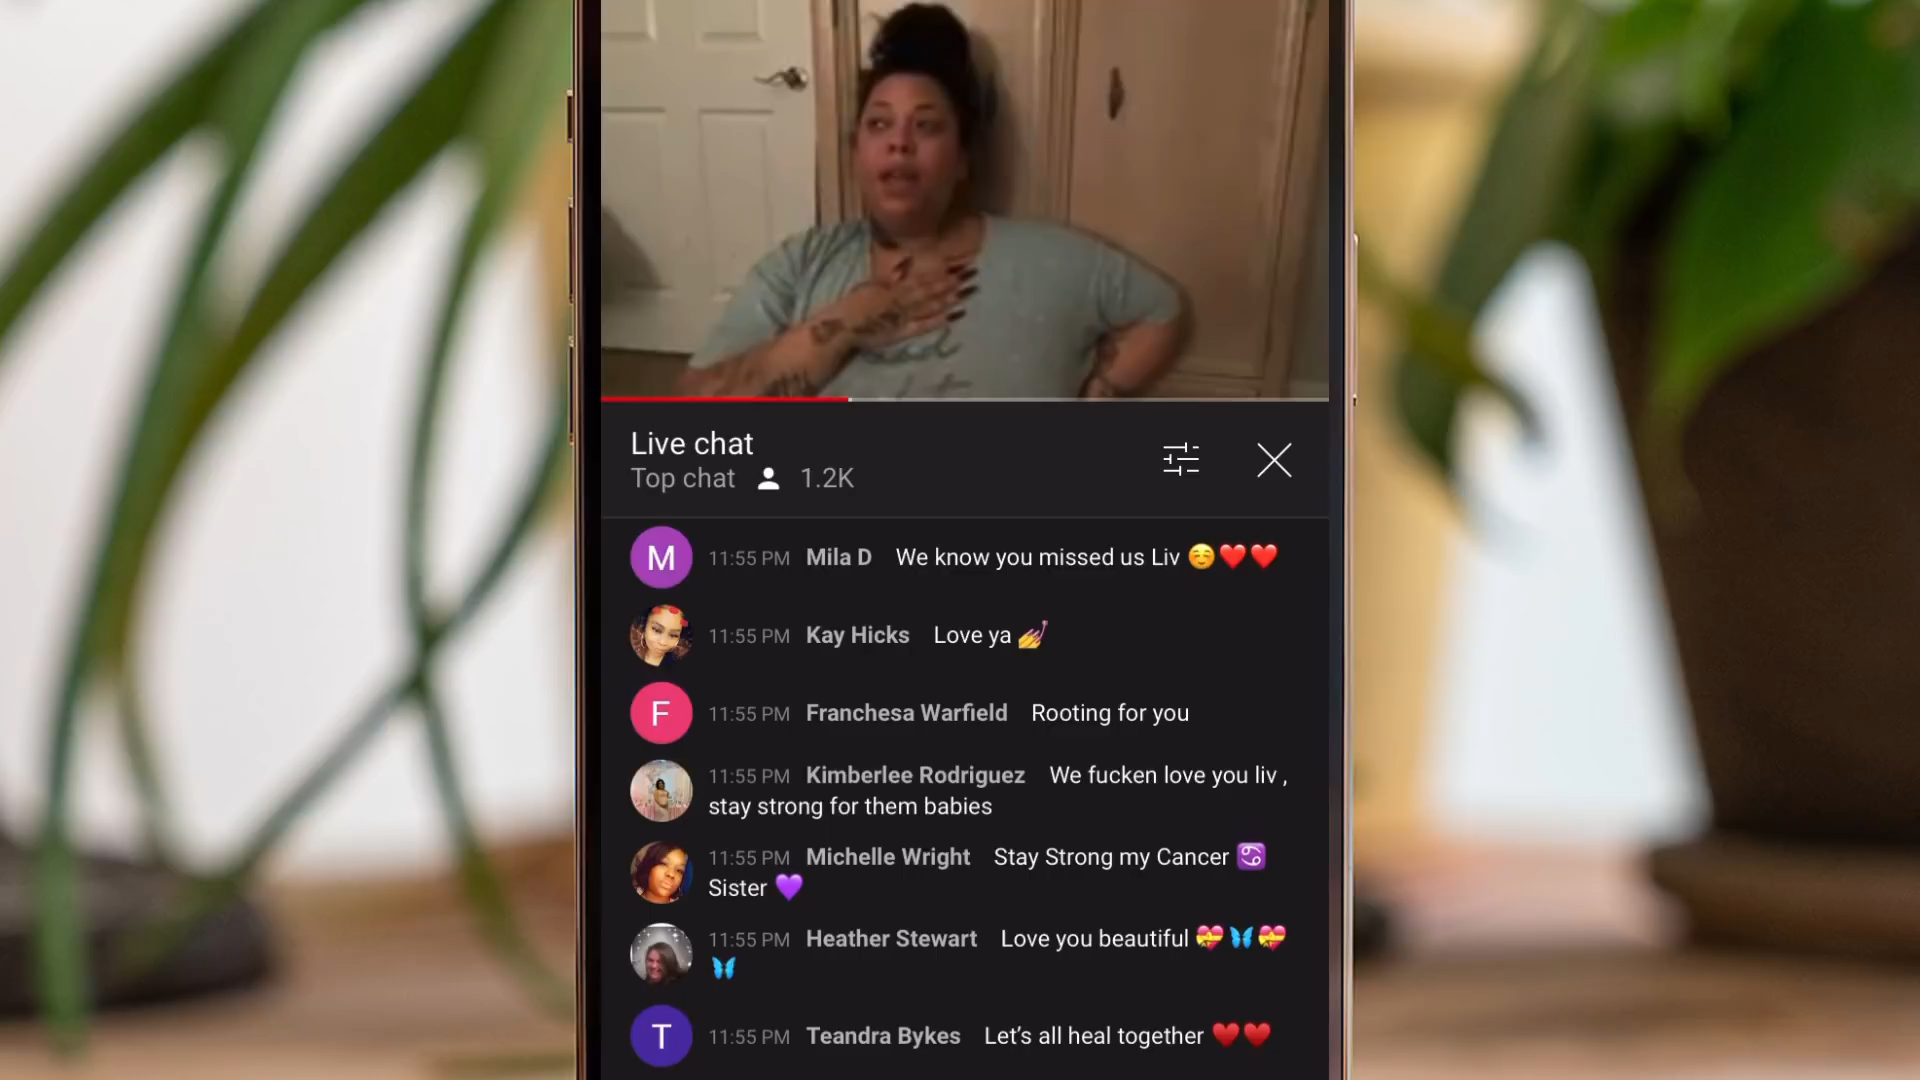 Live chat
Top chat 1.2K
M 11:55 PM Mila D We know you missed us Liv ☺️❤️❤️
11:55 PM Kay Hicks Love ya 💅
F 11:55 PM Franchesa Warfield Rooting for you
11:55 PM Kimberlee Rodriguez We fucken love you liv ,
stay strong for them babies
11:55 PM Michelle Wright Stay Strong my Cancer ♋
Sister 💜
11:55 PM Heather Stewart Love you beautiful 💝🦋💝
🦋
T 11:55 PM Teandra Bykes Let’s all heal together ❤️❤️